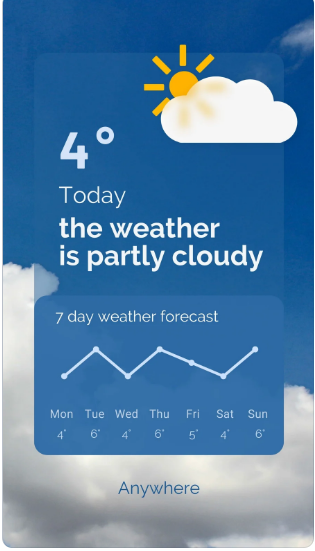 4°
Today
the weather
is partly cloudy
7 day weather forecast
Mon Tue Wed Thu Fri Sat Sun
4° 6° 4° 6° 5° 4° 6°
Anywhere